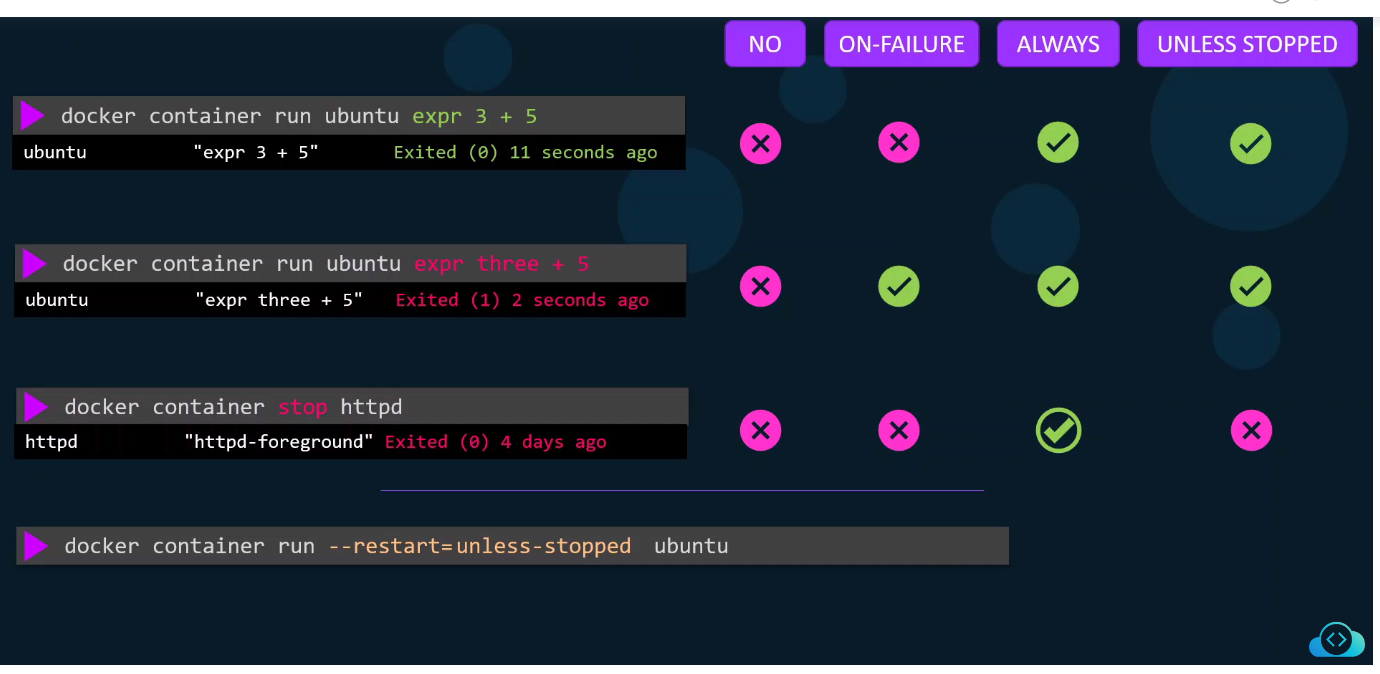 NO ON-FAILURE ALWAYS UNLESS STOPPED
docker container run ubuntu expr 3 + 5
ubuntu "expr 3 + 5" Exited (0) 11 seconds ago
docker container run ubuntu expr three + 5
ubuntu "expr three + 5" Exited (1) 2 seconds ago
docker container stop httpd
httpd "httpd-foreground" Exited (0) 4 days ago
docker container run --restart=unless-stopped ubuntu